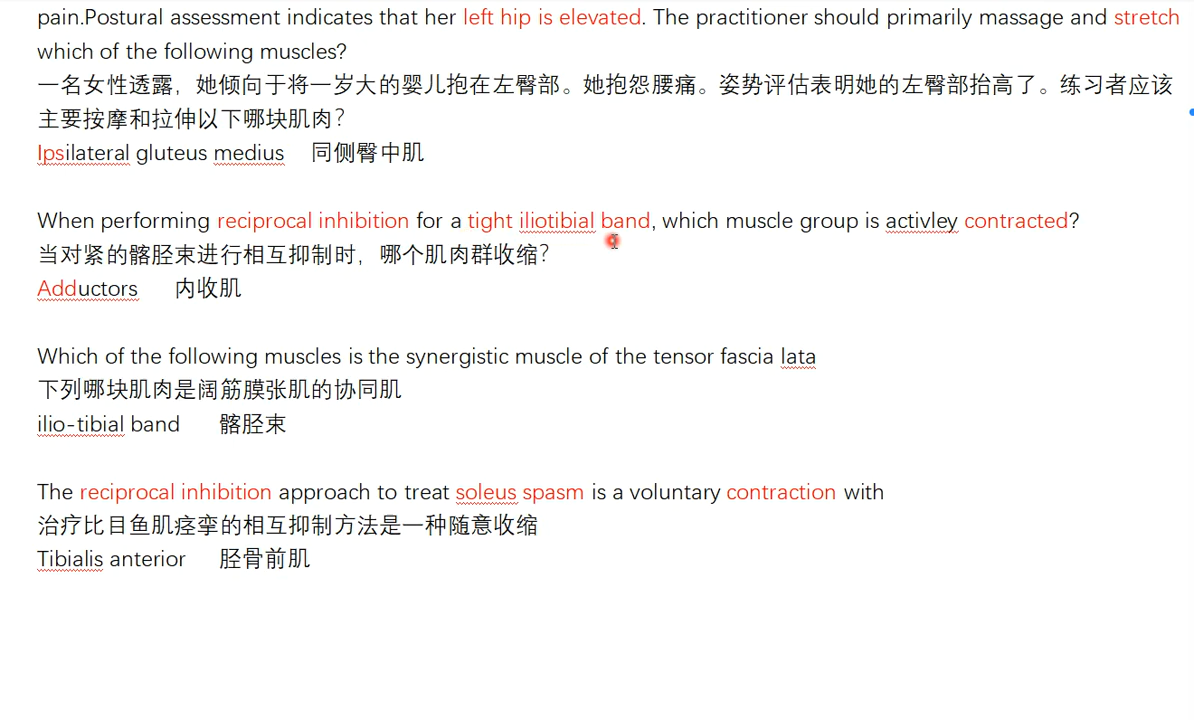 pain.Postural assessment indicates that her left hip is elevated. The practitioner should primarily massage and stretch
which of the following muscles?
一名女性透露，她倾向于将一岁大的婴儿抱在左臀部。她抱怨腰痛。姿势评估表明她的左臀部抬高了。练习者应该
主要按摩和拉伸以下哪块肌肉？
Ipsilateral gluteus medius 同侧臀中肌
When performing reciprocal inhibition for a tight iliotibial band, which muscle group is activley contracted?
当对紧的髂胫束进行相互抑制时，哪个肌肉群收缩？
Adductors 内收肌
Which of the following muscles is the synergistic muscle of the tensor fascia lata
下列哪块肌肉是阔筋膜张肌的协同肌
ilio-tibial band 髂胫束
The reciprocal inhibition approach to treat soleus spasm is a voluntary contraction with
治疗比目鱼肌痉挛的相互抑制方法是一种随意收缩
Tibialis anterior 胫骨前肌